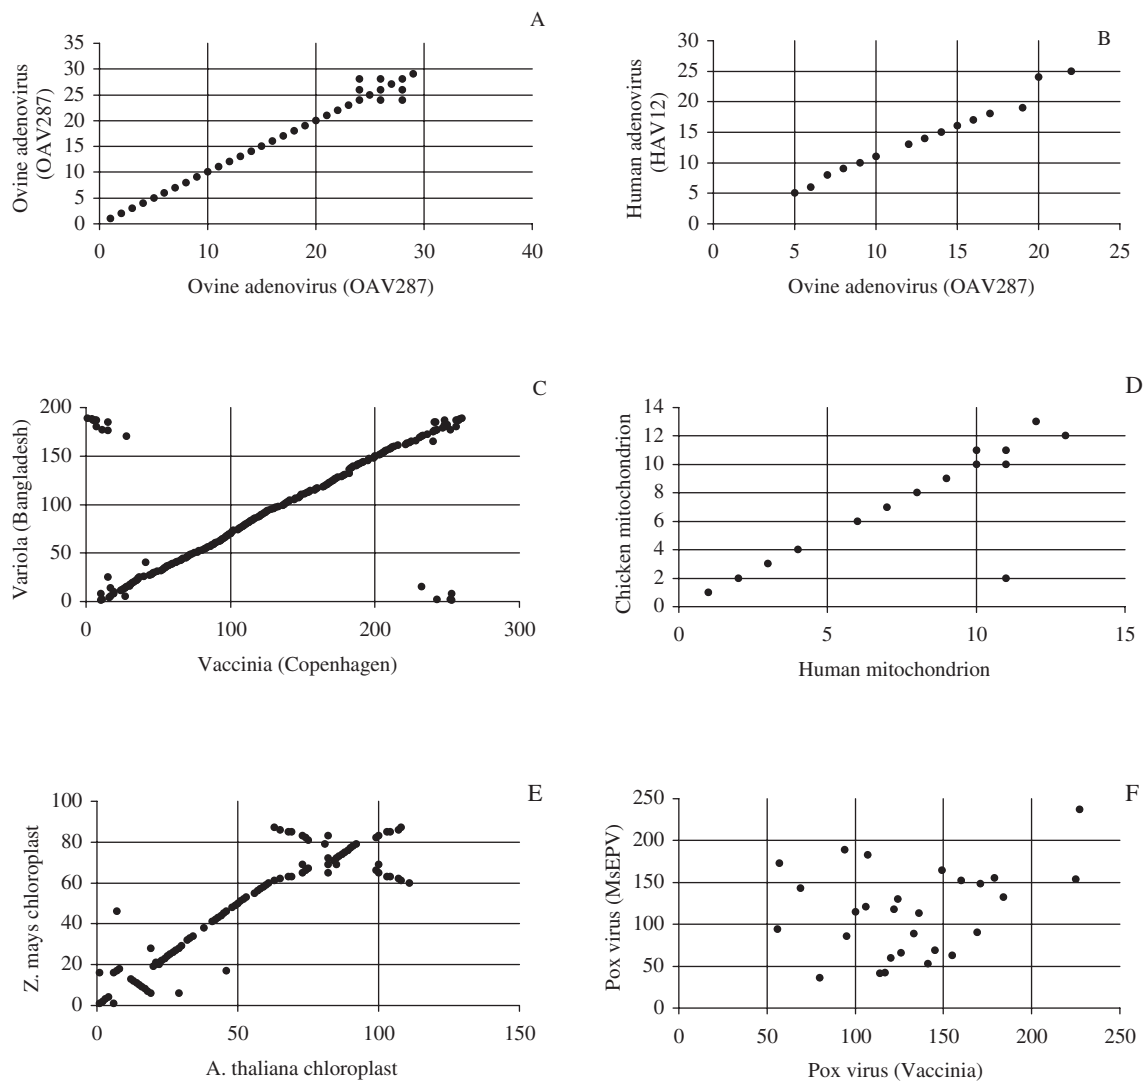 A
Ovine adenovirus
(OAV287)
35
30
25
20
15
10
5
0
0 10 20 30 40
Ovine adenovirus (OAV287)
B
Human adenovirus
(HAV12)
30
25
20
15
10
5
0
0 5 10 15 20 25
Ovine adenovirus (OAV287)
C
Variola (Bangladesh)
200
150
100
50
0
0 100 200 300
Vaccinia (Copenhagen)
D
Chicken mitochondrion
14
12
10
8
6
4
2
0
0 5 10 15
Human mitochondrion
E
Z. mays chloroplast
100
80
60
40
20
0
0 50 100 150
A. thaliana chloroplast
F
Pox virus (MsEPV)
250
200
150
100
50
0
0 50 100 150 200 250
Pox virus (Vaccinia)